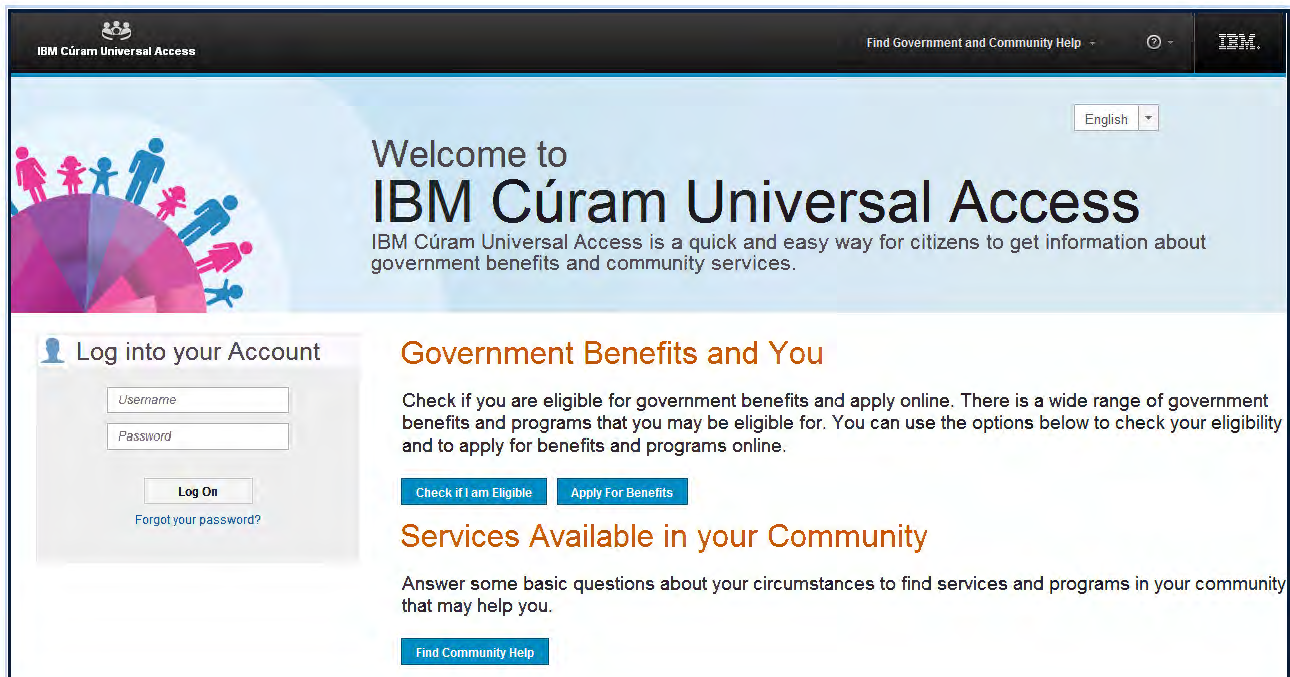 IBM Cúram Universal Access
Find Government and Community Help
?
IBM.
English
Welcome to
IBM Cúram Universal Access
IBM Cúram Universal Access is a quick and easy way for citizens to get information about
government benefits and community services.
Log into your Account
Username
Password
Log On
Forgot your password?
Government Benefits and You
Check if you are eligible for government benefits and apply online. There is a wide range of government
benefits and programs that you may be eligible for. You can use the options below to check your eligibility
and to apply for benefits and programs online.
Check if I am Eligible
Apply For Benefits
Services Available in your Community
Answer some basic questions about your circumstances to find services and programs in your community
that may help you.
Find Community Help